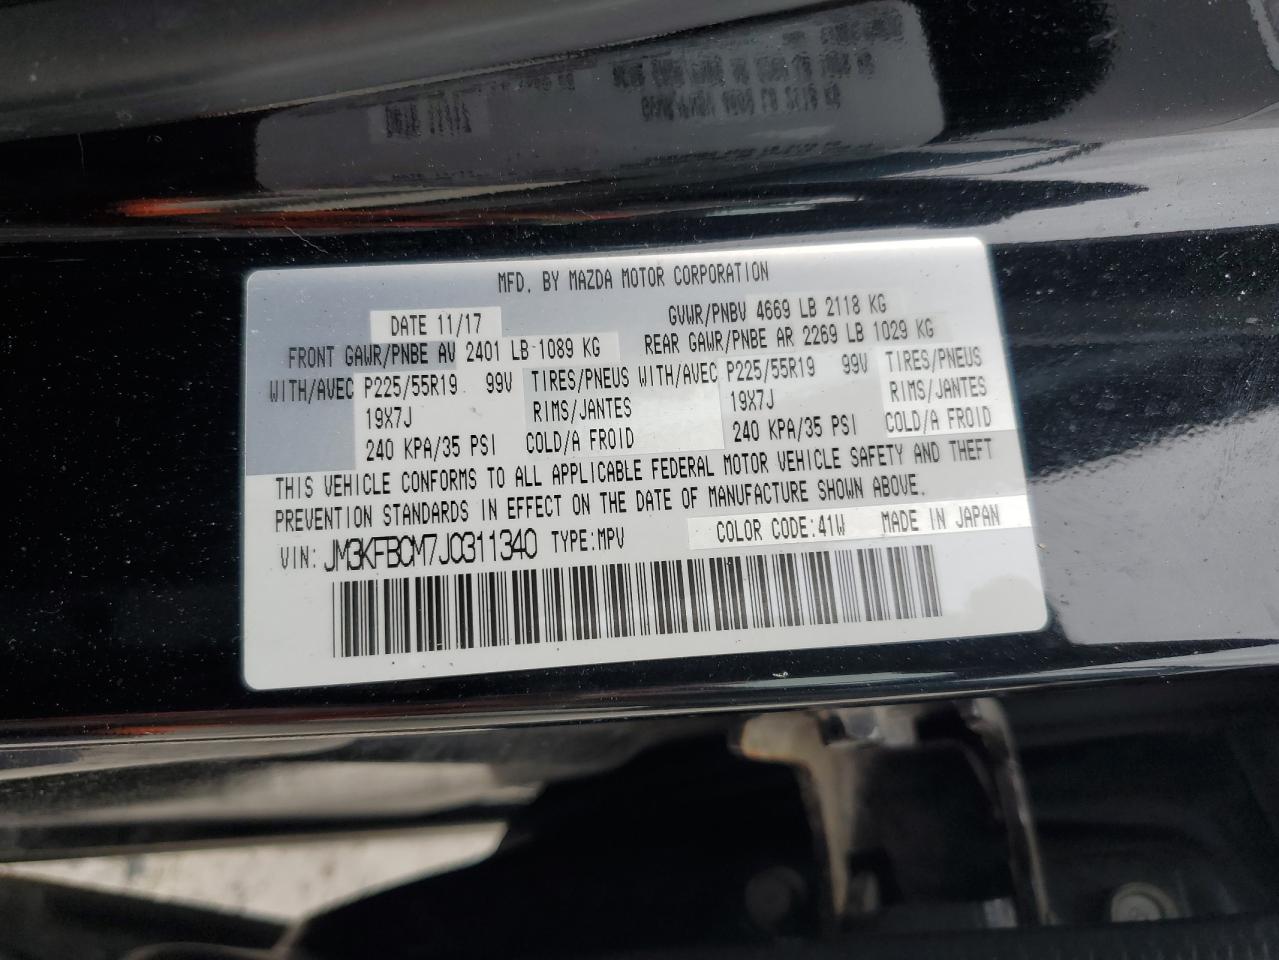 MFD. BY MAZDA MOTOR CORPORATION
DATE 11/17 GVWR/PNBV 4669 LB 2118 KG
FRONT GAWR/PNBE AV 2401 LB 1089 KG REAR GAWR/PNBE AR 2269 LB 1029 KG
WITH/AVEC P225/55R19 99V TIRES/PNEUS WITH/AVEC P225/55R19 99V TIRES/PNEUS
19X7J RIMS/JANTES 19X7J RIMS/JANTES
240 KPA/35 PSI COLD/A FROID 240 KPA/35 PSI COLD/A FROID
THIS VEHICLE CONFORMS TO ALL APPLICABLE FEDERAL MOTOR VEHICLE SAFETY AND THEFT
PREVENTION STANDARDS IN EFFECT ON THE DATE OF MANUFACTURE SHOWN ABOVE.
VIN: JM3KFBCM7J0311340 TYPE:MPV COLOR CODE:41W MADE IN JAPAN